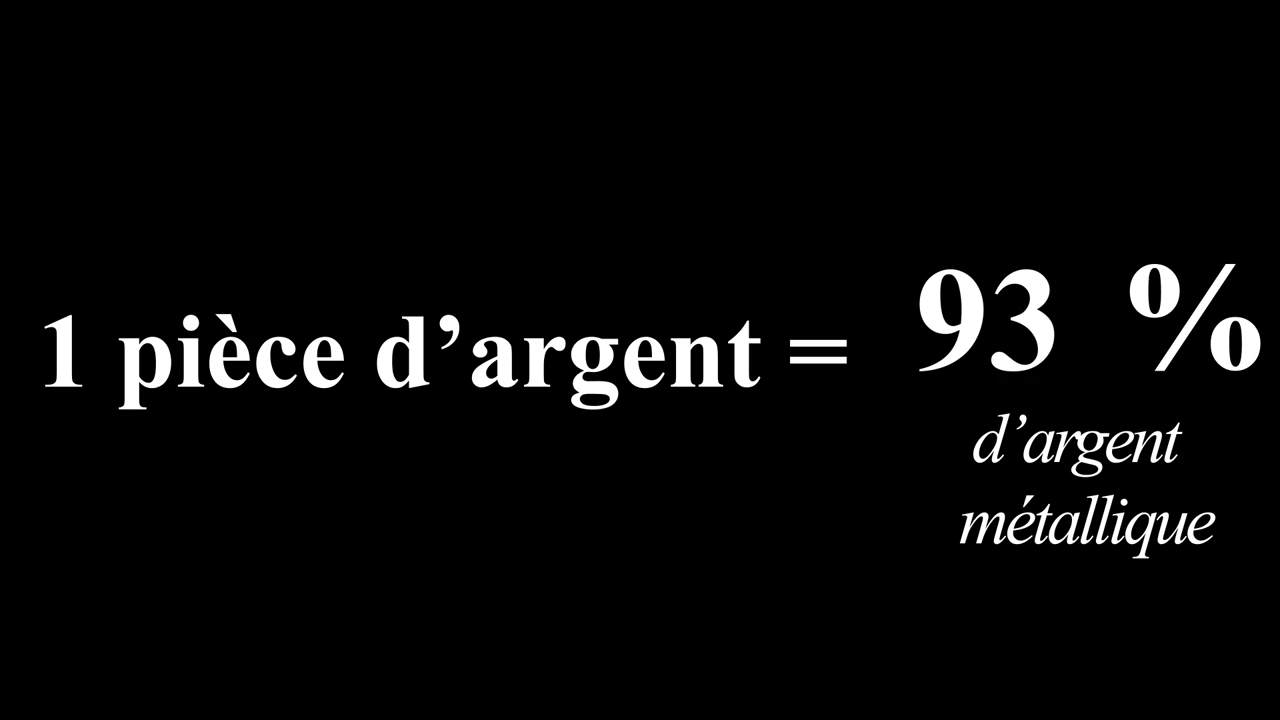 1 pièce d’argent = 93 %
d’argent
métallique